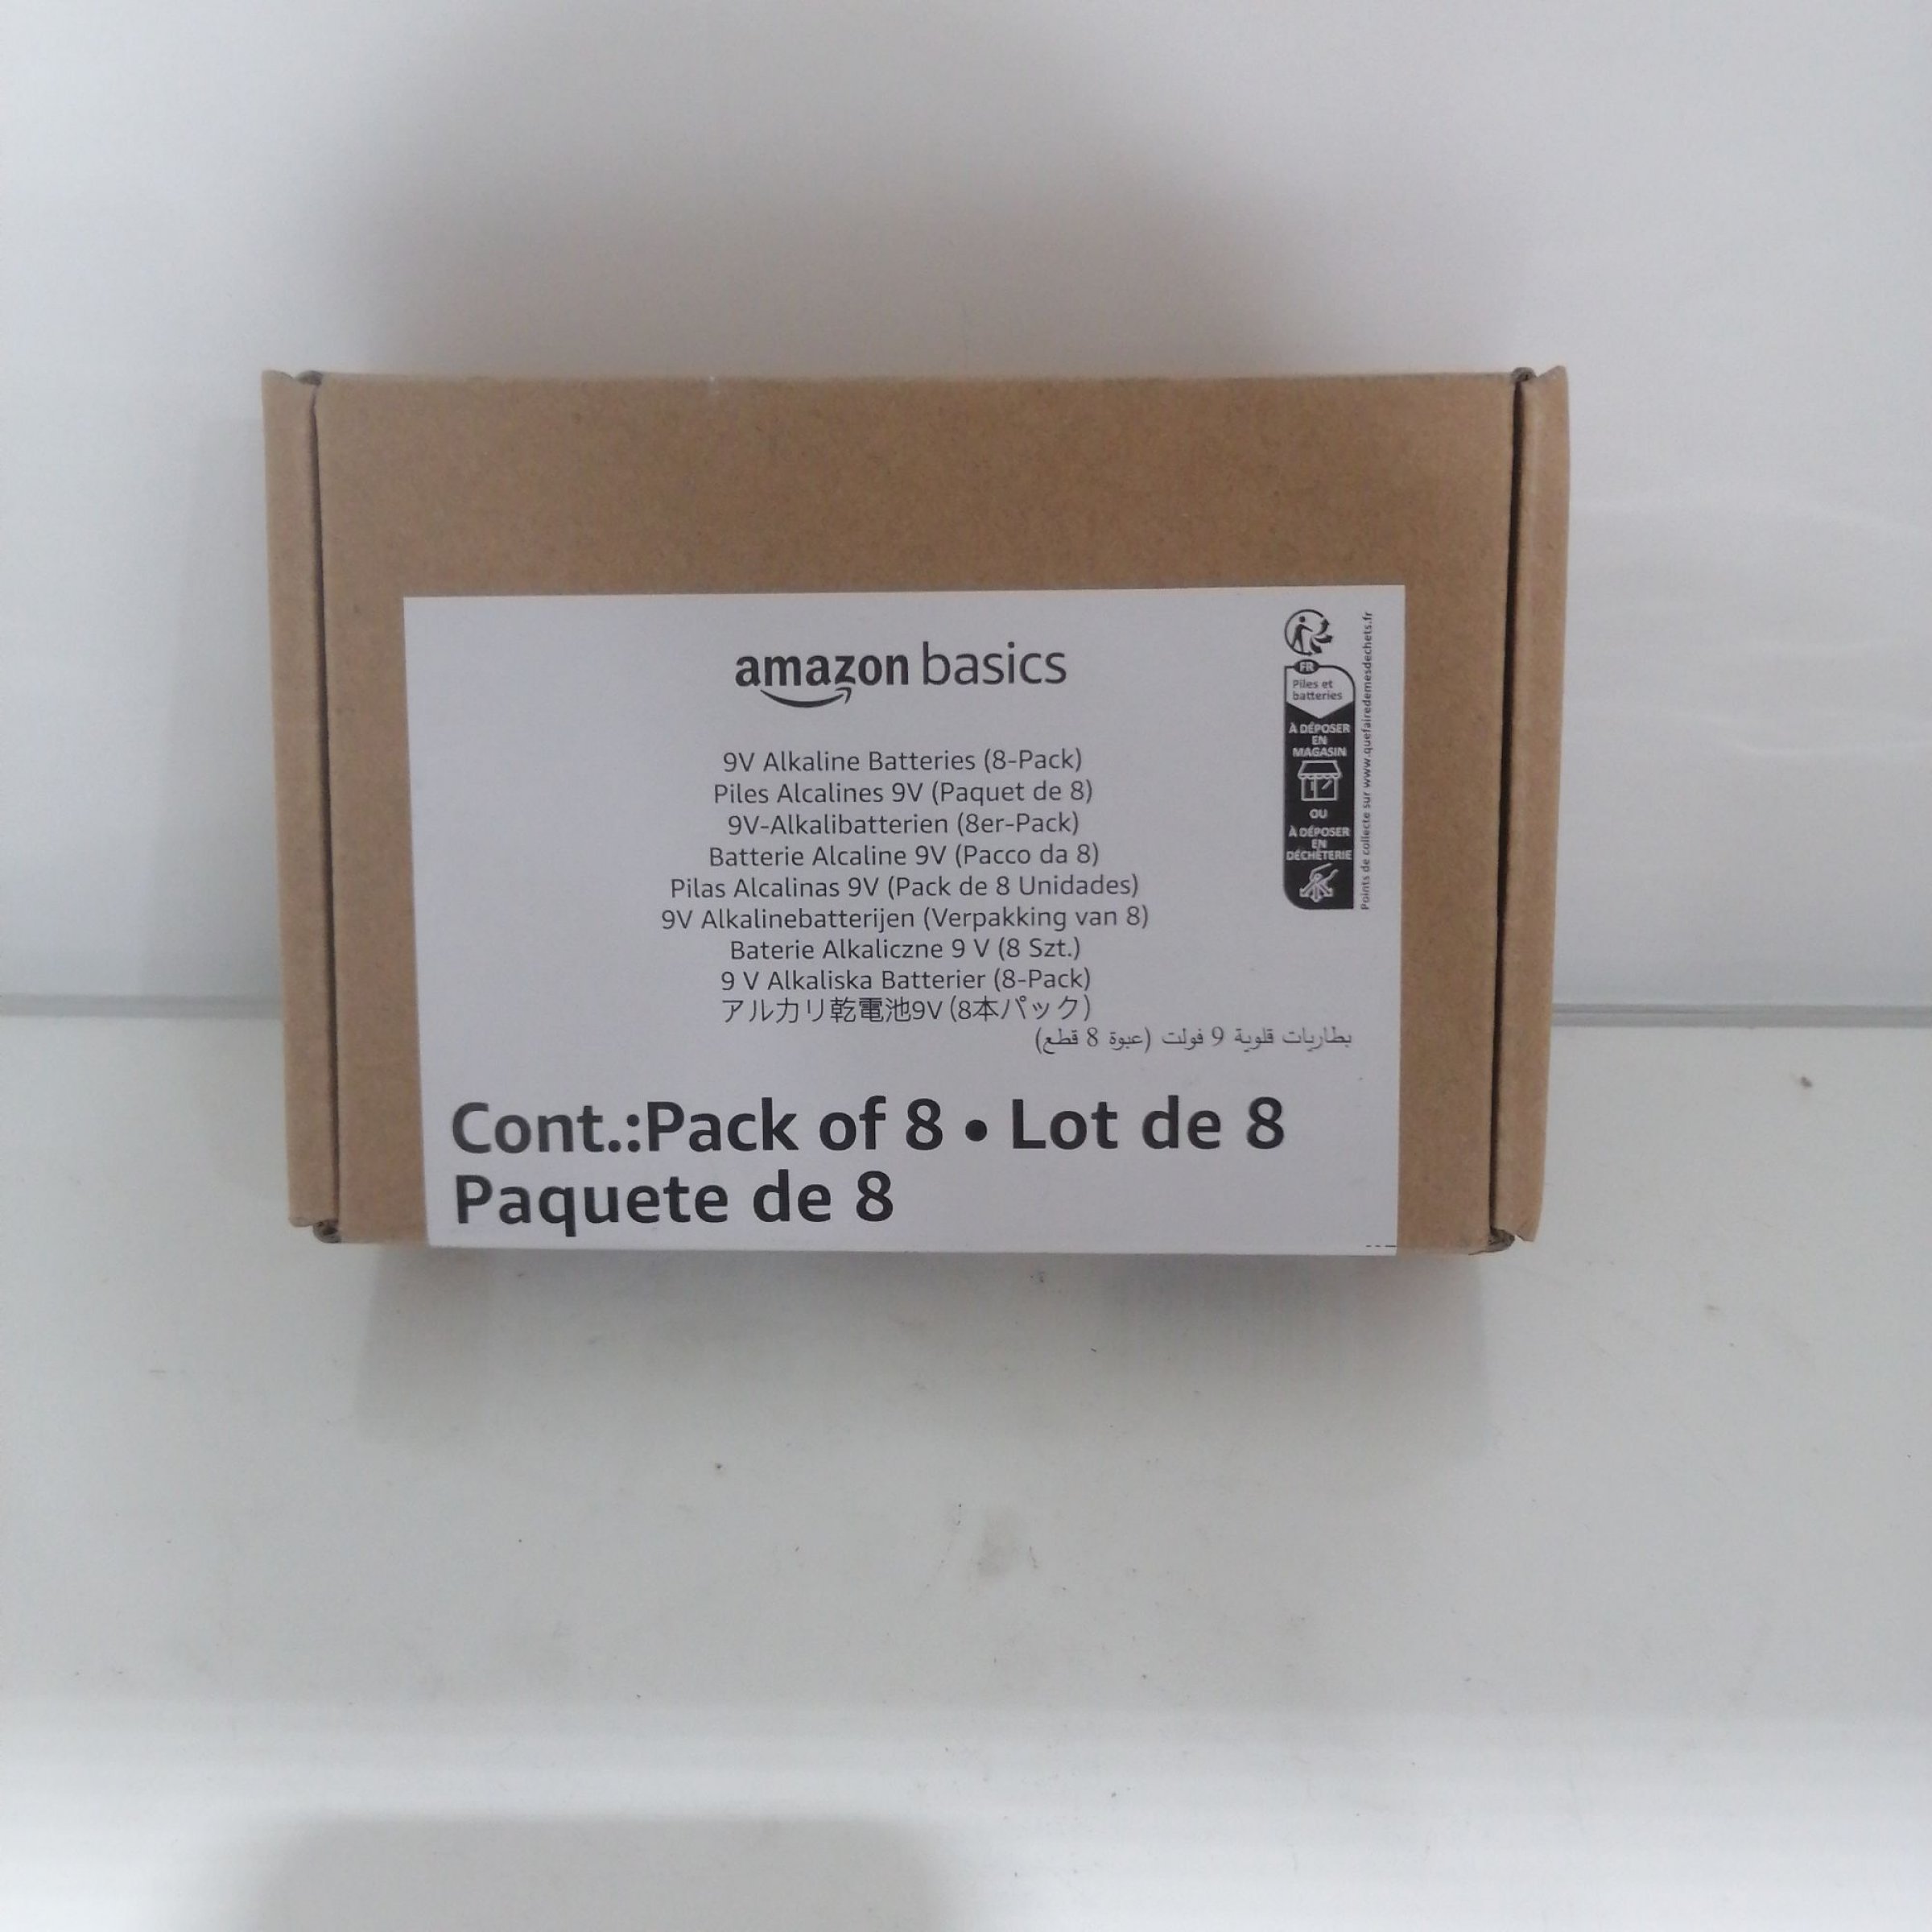 amazon basics
9V Alkaline Batteries (8-Pack)
Piles Alcalines 9V (Paquet de 8)
9V-Alkalibatterien (8er-Pack)
Batterie Alcaline 9V (Pacco da 8)
Pilas Alcalinas 9V (Pack de 8 Unidades)
9V Alkalinebatterijen (Verpakking van 8)
Baterie Alkaliczne 9 V (8 Szt.)
9 V Alkaliska Batterier (8-Pack)
アルカリ乾電池9V (8本パック)
بطاريات قلوية 9 فولت (عبوة 8 قطع)
Cont.:Pack of 8 • Lot de 8
Paquete de 8
FR
Piles et
batteries
À DÉPOSER
EN
MAGASIN
OU
À DÉPOSER
EN
DÉCHÈTERIE
Points de collecte sur www.quefairedemesdechets.fr